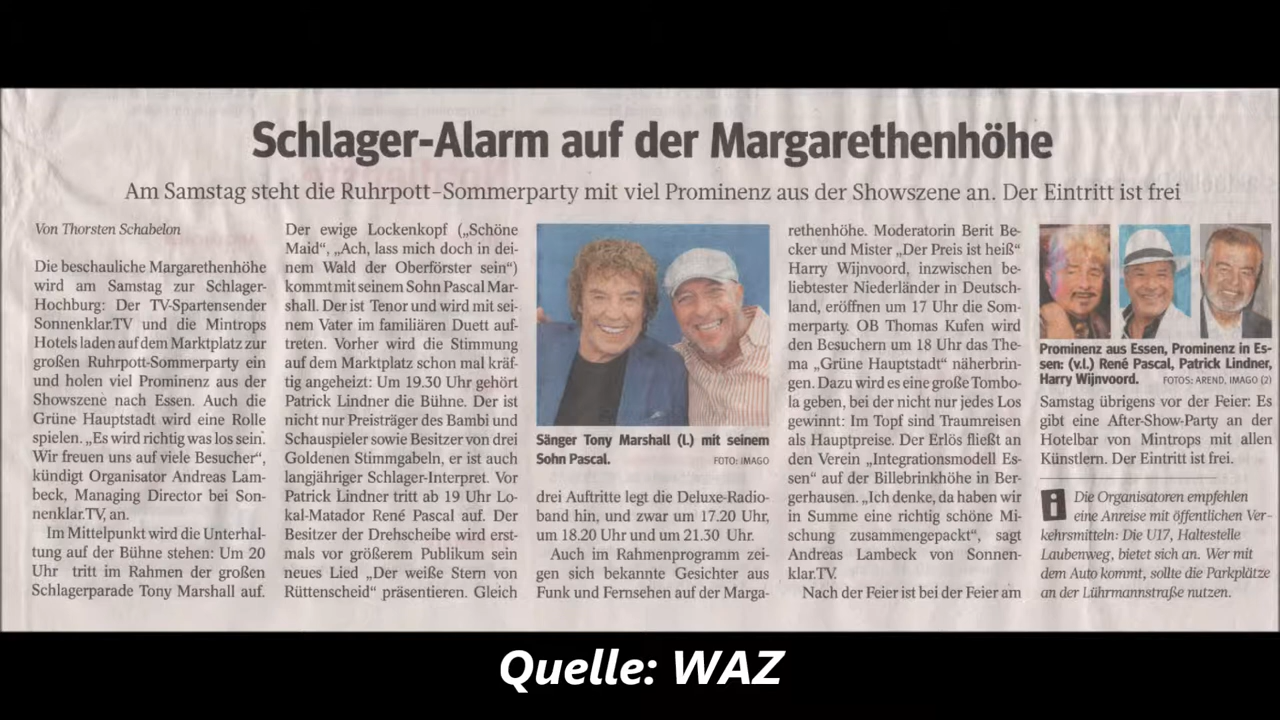 Schlager-Alarm auf der Margarethenhöhe
Am Samstag steht die Ruhrpott-Sommerparty mit viel Prominenz aus der Showszene an. Der Eintritt ist frei
Von Thorsten Schabelon
Die beschauliche Margarethenhöhe
wird am Samstag zur Schlager-
Hochburg: Der TV-Spartensender
Sonnenklar.TV und die Mintrops
Hotels laden auf dem Marktplatz zur
großen Ruhrpott-Sommerparty ein
und holen viel Prominenz aus der
Showszene nach Essen. Auch die
Grüne Hauptstadt wird eine Rolle
spielen. „Es wird richtig was los sein.
Wir freuen uns auf viele Besucher“,
kündigt Organisator Andreas Lam-
beck, Managing Director bei Son-
nenklar.TV, an.
Im Mittelpunkt wird die Unterhal-
tung auf der Bühne stehen: Um 20
Uhr tritt im Rahmen der großen
Schlagerparade Tony Marshall auf.
Der ewige Lockenkopf („Schöne
Maid“, „Ach, lass mich doch in dei-
nem Wald der Oberförster sein“)
kommt mit seinem Sohn Pascal Mar-
shall. Der ist Tenor und wird mit sei-
nem Vater im familiären Duett auf-
treten. Vorher wird die Stimmung
auf dem Marktplatz schon mal kräf-
tig angeheizt: Um 19.30 Uhr gehört
Patrick Lindner die Bühne. Der ist
nicht nur Preisträger des Bambi und
Schauspieler sowie Besitzer von drei
Goldenen Stimmgabeln, er ist auch
langjähriger Schlager-Interpret. Vor
Patrick Lindner tritt ab 19 Uhr Lo-
kal-Matador René Pascal auf. Der
Besitzer der Drehscheibe wird erst-
mals vor größerem Publikum sein
neues Lied „Der weiße Stern von
Rüttenscheid“ präsentieren. Gleich
Sänger Tony Marshall (l.) mit seinem
Sohn Pascal. FOTO: IMAGO
drei Auftritte legt die Deluxe-Radio-
band hin, und zwar um 17.20 Uhr,
um 18.20 Uhr und um 21.30 Uhr.
Auch im Rahmenprogramm zei-
gen sich bekannte Gesichter aus
Funk und Fernsehen auf der Marga-
rethenhöhe. Moderatorin Berit Be-
cker und Mister „Der Preis ist heiß“
Harry Wijnvoord, inzwischen be-
liebtester Niederländer in Deutsch-
land, eröffnen um 17 Uhr die Som-
merparty. OB Thomas Kufen wird
den Besuchern um 18 Uhr das The-
ma „Grüne Hauptstadt“ näherbrin-
gen. Dazu wird es eine große Tombo-
la geben, bei der nicht nur jedes Los
gewinnt: Im Topf sind Traumreisen
als Hauptpreise. Der Erlös fließt an
den Verein „Integrationsmodell Es-
sen“ auf der Billebrinkhöhe in Ber-
gerhausen. „Ich denke, da haben wir
in Summe eine richtig schöne Mi-
schung zusammengepackt“, sagt
Andreas Lambeck von Sonnen-
klar.TV.
Nach der Feier ist bei der Feier am
Prominenz aus Essen, Prominenz in Es-
sen: (v.l.) René Pascal, Patrick Lindner,
Harry Wijnvoord. FOTOS: AREND, IMAGO (2)
Samstag übrigens vor der Feier: Es
gibt eine After-Show-Party an der
Hotelbar von Mintrops mit allen
Künstlern. Der Eintritt ist frei.
i Die Organisatoren empfehlen
eine Anreise mit öffentlichen Ver-
kehrsmitteln: Die U17, Haltestelle
Laubenweg, bietet sich an. Wer mit
dem Auto kommt, sollte die Parkplätze
an der Lührmannstraße nutzen.
Quelle: WAZ